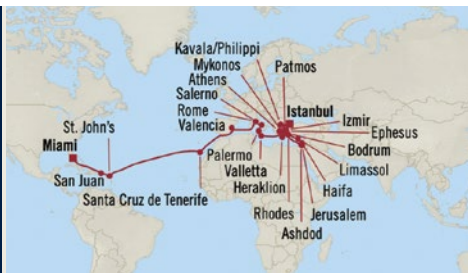 Kavala/Philippi
Mykonos
Athens
Salerno
Rome
Valencia
Patmos
Istanbul
Izmir
Ephesus
Bodrum
Limassol
Haifa
Jerusalem
Ashdod
Rhodes
Heraklion
Valletta
Palermo
St. John's
Miami
San Juan
Santa Cruz de Tenerife